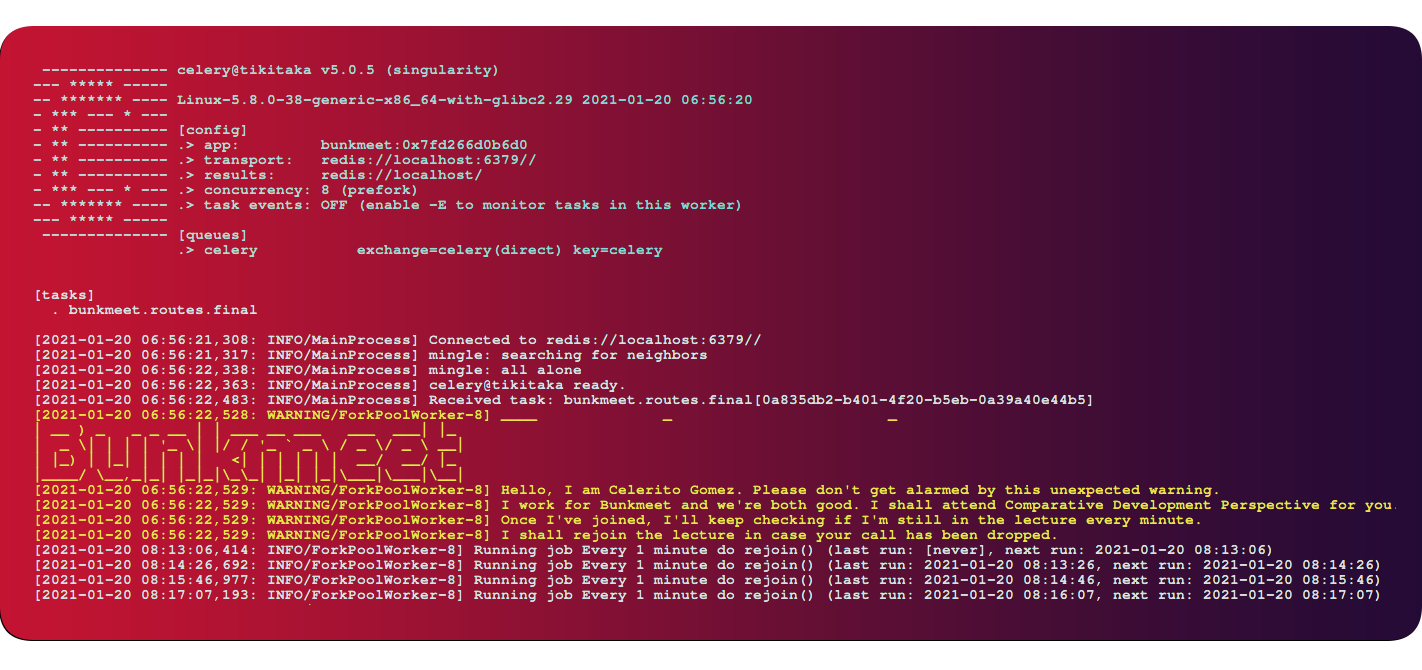 -------------- celery@tikitaka v5.0.5 (singularity)
--- ***** -----
-- ******* ---- Linux-5.8.0-38-generic-x86_64-with-glibc2.29 2021-01-20 06:56:20
- *** --- * ---
- ** ---------- [config]
- ** ---------- .> app:         bunkmeet:0x7fd266d0b6d0
- ** ---------- .> transport:   redis://localhost:6379//
- ** ---------- .> results:     redis://localhost/
- *** --- * --- .> concurrency: 8 (prefork)
-- ******* ---- .> task events: OFF (enable -E to monitor tasks in this worker)
--- ***** -----
 -------------- [queues]
                .> celery           exchange=celery(direct) key=celery
[tasks]
  . bunkmeet.routes.final
[2021-01-20 06:56:21,308: INFO/MainProcess] Connected to redis://localhost:6379//
[2021-01-20 06:56:21,317: INFO/MainProcess] mingle: searching for neighbors
[2021-01-20 06:56:22,338: INFO/MainProcess] mingle: all alone
[2021-01-20 06:56:22,363: INFO/MainProcess] celery@tikitaka ready.
[2021-01-20 06:56:22,483: INFO/MainProcess] Received task: bunkmeet.routes.final[0a835db2-b401-4f20-b5eb-0a39a40e44b5]
[2021-01-20 06:56:22,528: WARNING/ForkPoolWorker-8]
Bunkmeet
[2021-01-20 06:56:22,529: WARNING/ForkPoolWorker-8] Hello, I am Celerito Gomez. Please don't get alarmed by this unexpected warning.
[2021-01-20 06:56:22,529: WARNING/ForkPoolWorker-8] I work for Bunkmeet and we're both good. I shall attend Comparative Development Perspective for you.
[2021-01-20 06:56:22,529: WARNING/ForkPoolWorker-8] Once I've joined, I'll keep checking if I'm still in the lecture every minute.
[2021-01-20 06:56:22,529: WARNING/ForkPoolWorker-8] I shall rejoin the lecture in case your call has been dropped.
[2021-01-20 08:13:06,414: INFO/ForkPoolWorker-8] Running job Every 1 minute do rejoin() (last run: [never], next run: 2021-01-20 08:13:06)
[2021-01-20 08:14:26,692: INFO/ForkPoolWorker-8] Running job Every 1 minute do rejoin() (last run: 2021-01-20 08:13:26, next run: 2021-01-20 08:14:26)
[2021-01-20 08:15:46,977: INFO/ForkPoolWorker-8] Running job Every 1 minute do rejoin() (last run: 2021-01-20 08:14:46, next run: 2021-01-20 08:15:46)
[2021-01-20 08:17:07,193: INFO/ForkPoolWorker-8] Running job Every 1 minute do rejoin() (last run: 2021-01-20 08:16:07, next run: 2021-01-20 08:17:07)